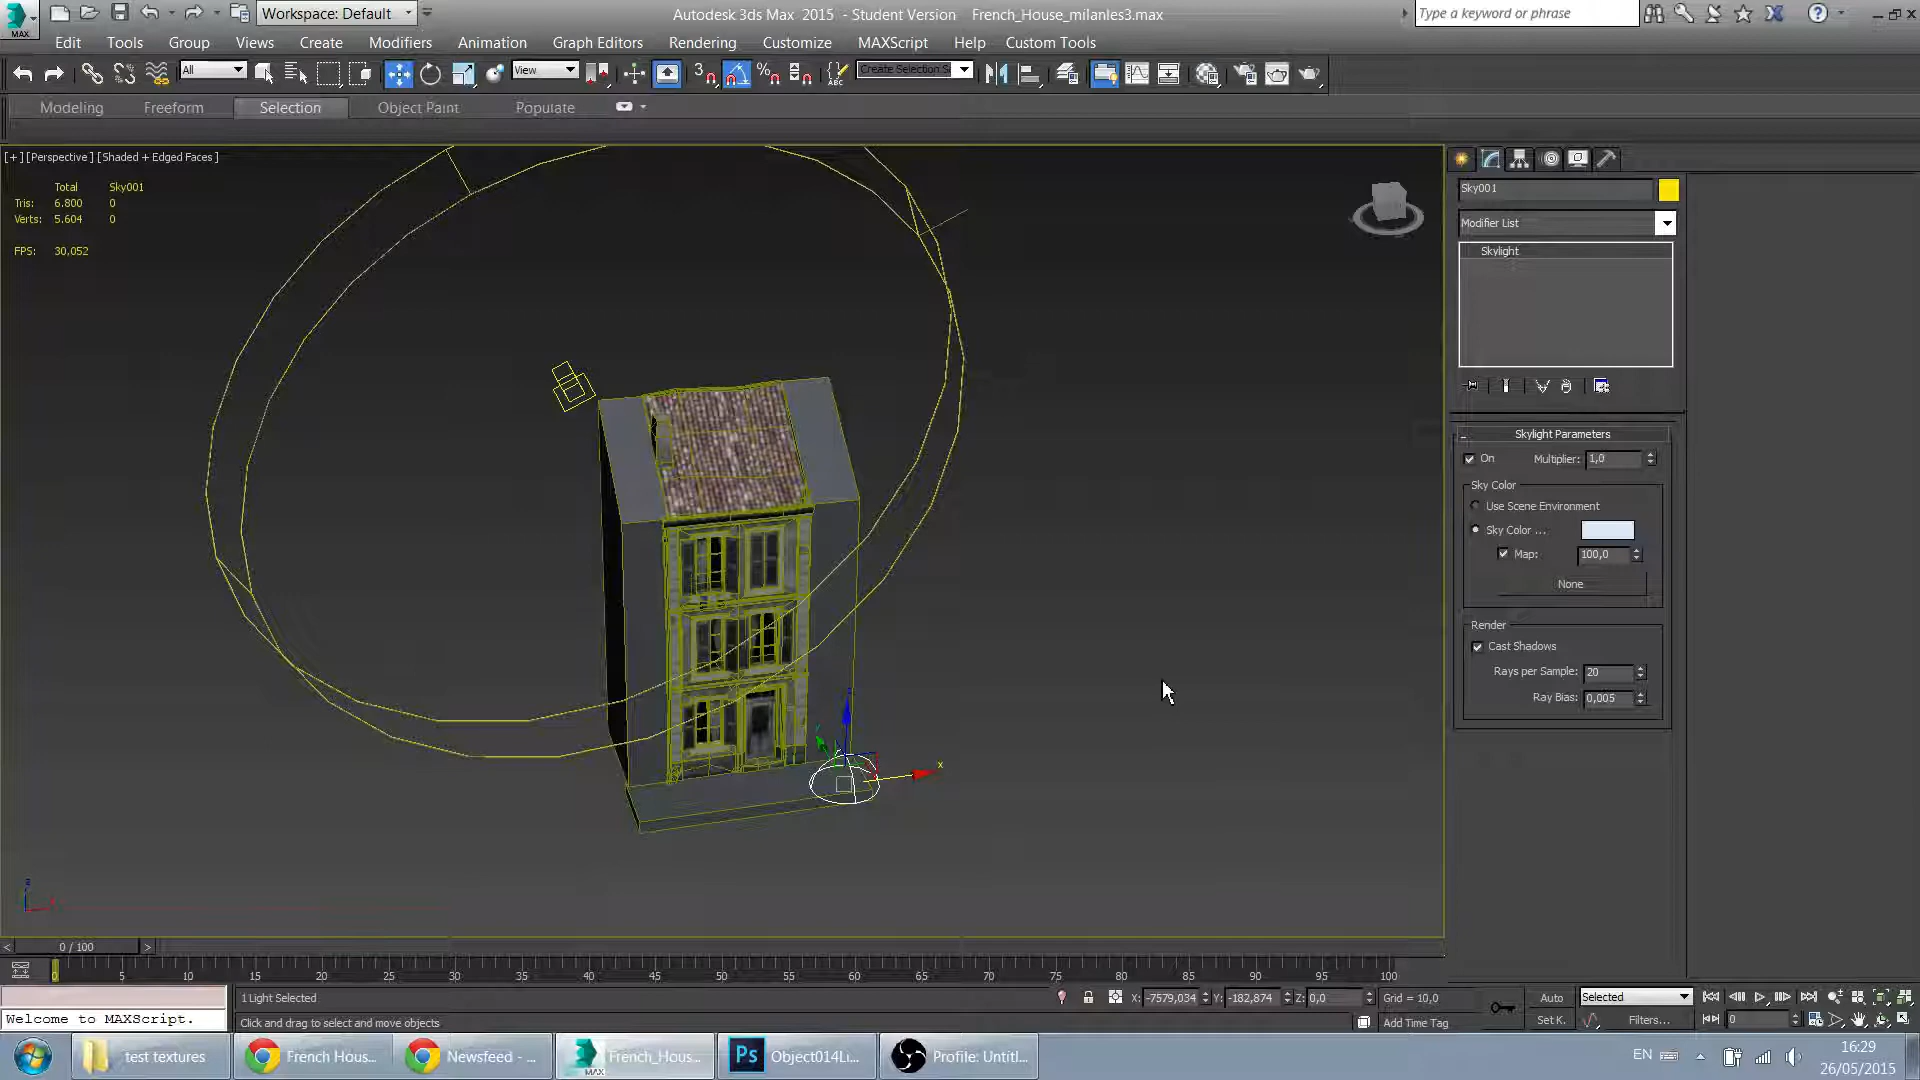 Workspace: Default
Autodesk 3ds Max 2015 - Student Version French_House_milanles3.max
Type a keyword or phrase
MAX
Edit Tools Group Views Create Modifiers Animation Graph Editors Rendering Customize MAXScript Help Custom Tools
All
View
Create Selection S
Modeling Freeform Selection Object Paint Populate
[+] [Perspective] [Shaded + Edged Faces]
Total Sky001
Tris: 6.800 0
Verts: 5.604 0
FPS: 30,052
Sky001
Modifier List
Skylight
Skylight Parameters
On Multiplier: 1,0
Sky Color
Use Scene Environment
Sky Color ...
Map: 100,0
None
Render
Cast Shadows
Rays per Sample: 20
Ray Bias: 0,005
x
z
0 / 100
0 5 10 15 20 25 30 35 40 45 50 55 60 65 70 75 80 85 90 95 100
1 Light Selected
X: -7579,034 Y: -182,874 Z: 0,0 Grid = 10,0
Auto Selected
Welcome to MAXScript.
Click and drag to select and move objects
Add Time Tag
Set K. Filters... 0
test textures
French Hous...
Newsfeed - ...
French_Hous...
Ps Object014Li...
Profile: Untitl...
EN
16:29
26/05/2015